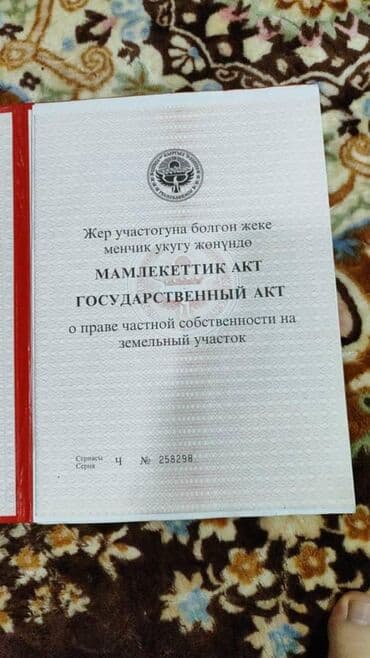 Жер участогуна болгон жеке
менчик укугу жөнүндө
МАМЛЕКЕТТИК АКТ
ГОСУДАРСТВЕННЫЙ АКТ
о праве частной собственности на
земельный участок
Сериясы
Серия Ч № 258298